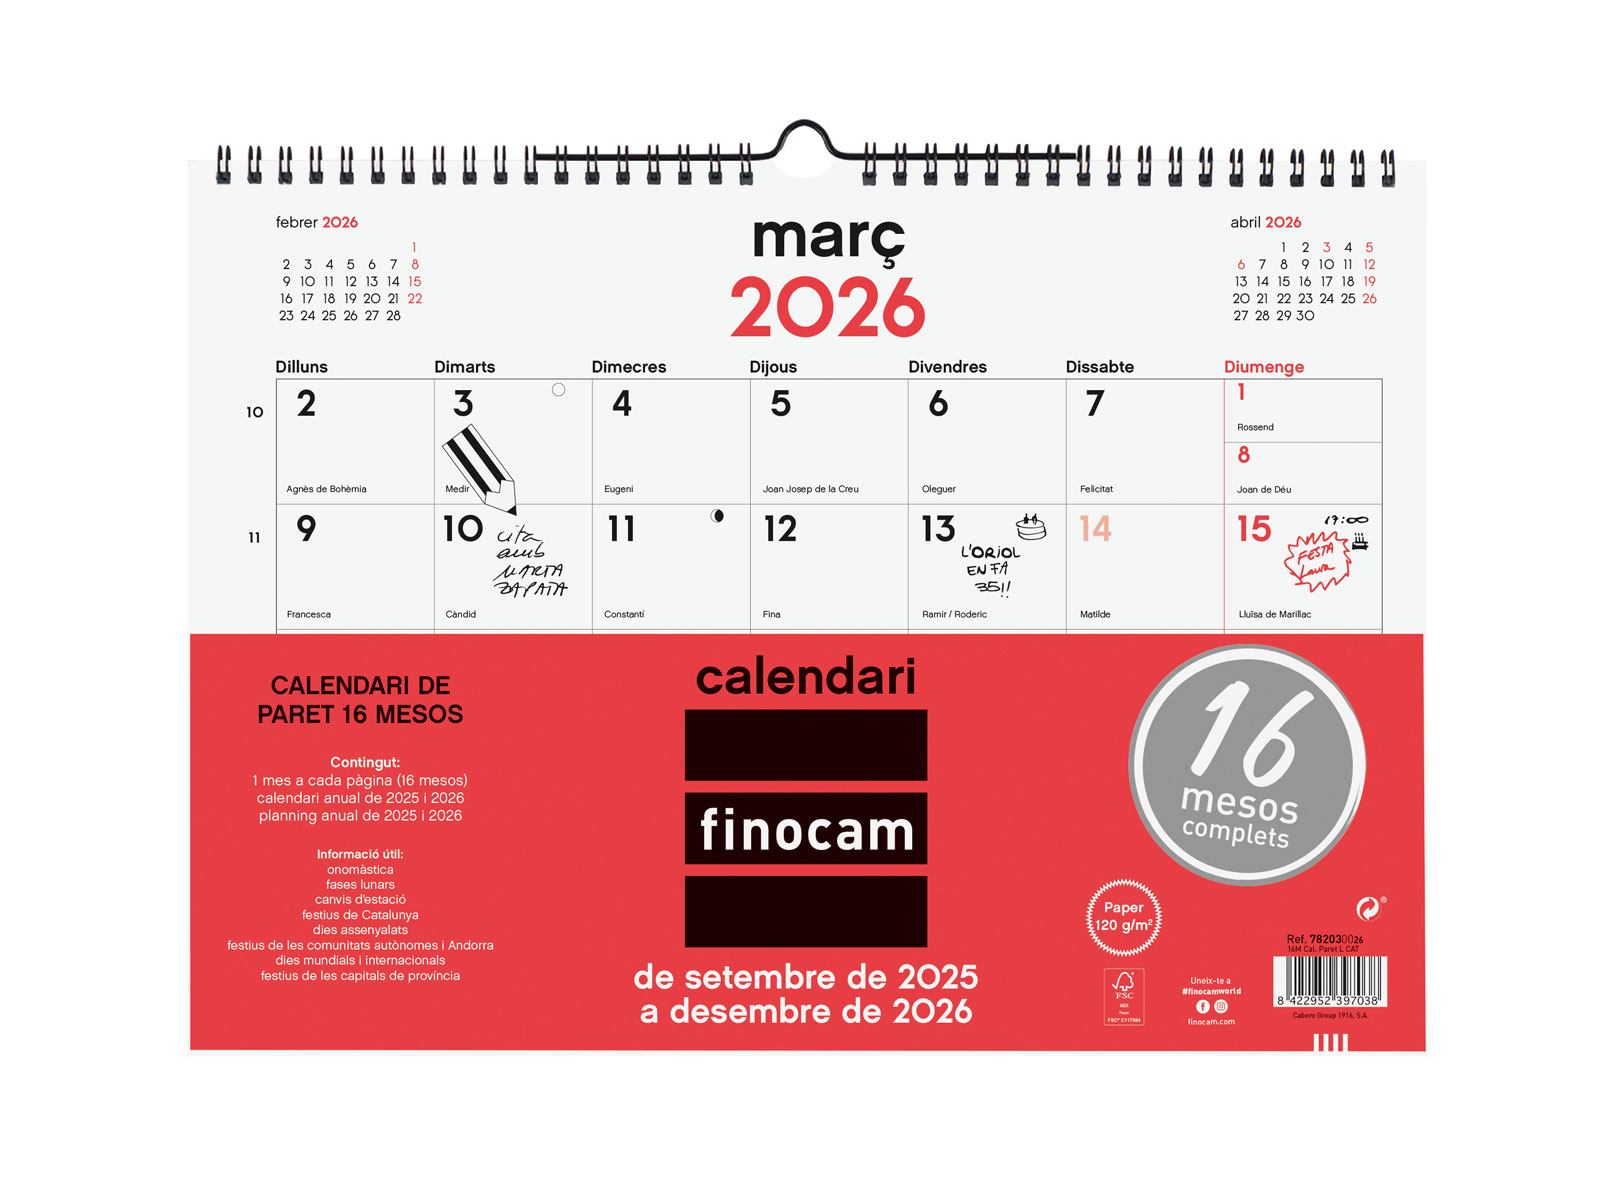 febrer 2026
1
2 3 4 5 6 7 8
9 10 11 12 13 14 15
16 17 18 19 20 21 22
23 24 25 26 27 28
març
2026
abril 2026
1 2 3 4 5
6 7 8 9 10 11 12
13 14 15 16 17 18 19
20 21 22 23 24 25 26
27 28 29 30
Dilluns Dimarts Dimecres Dijous Divendres Dissabte Diumenge
10
2 3 4 5 6 7 1
Rossend
8
Agnès de Bohèmia Medir Eugeni Joan Josep de la Creu Oleguer Felicitat Joan de Déu
11
9 10 11 12 13 14 15
cita
amb
MARTA
ZAPATA
L'ORIOL
EN FA
35!!
17:00
FESTA
Laura
Francesca Càndid Constantí Fina Ramir / Roderic Matilde Lluïsa de Marillac
CALENDARI DE
PARET 16 MESOS
Contingut:
1 mes a cada pàgina (16 mesos)
calendari anual de 2025 i 2026
planning anual de 2025 i 2026
Informació útil:
onomàstica
fases lunars
canvis d'estació
festius de Catalunya
dies assenyalats
festius de les comunitats autònomes i Andorra
dies mundials i internacionals
festius de les capitals de província
calendari
finocam
de setembre de 2025
a desembre de 2026
16
mesos
complets
Paper
120 g/m²
FSC
MIX
Paper
FSC® C117984
Uneix-te a
#finocamworld
finocam.com
®
Ref. 782030026
16M Cal. Paret L CAT
8 422952 397038
Cabero Group 1916, S.A.